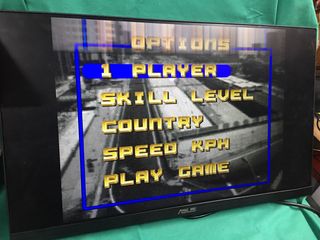 OPTIONS
1 PLAYER
SKILL LEVEL
COUNTRY
SPEED KPH
PLAY GAME
ASUS